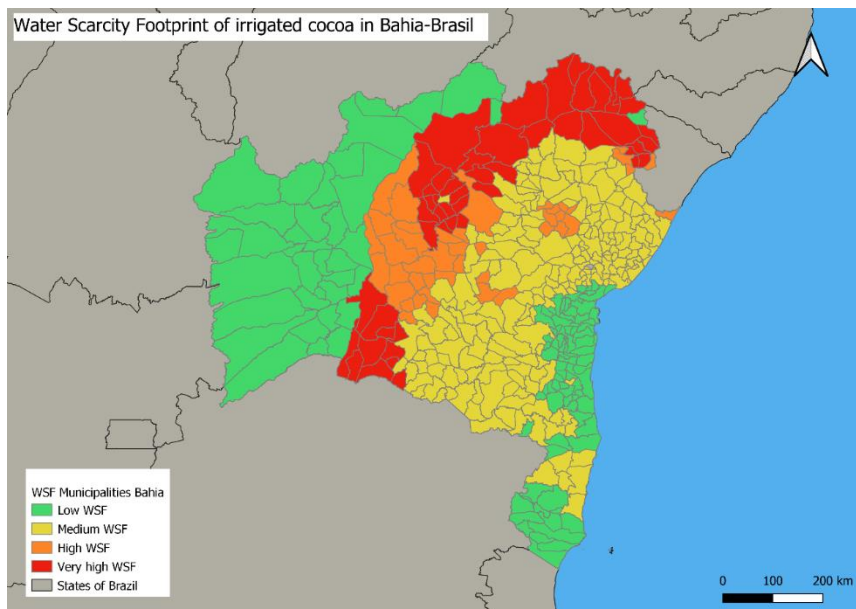 Water Scarcity Footprint of irrigated cocoa in Bahia-Brasil
WSF Municipalities Bahia
Low WSF
Medium WSF
High WSF
Very high WSF
States of Brazil
0 100 200 km